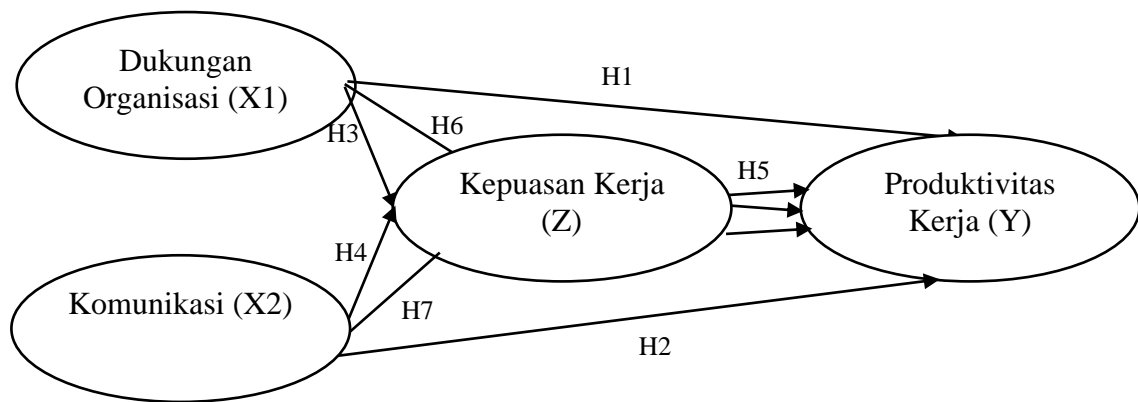 Dukungan
Organisasi (X1)
H1
H3
H6
Kepuasan Kerja
(Z)
H5
Produktivitas
Kerja (Y)
H4
Komunikasi (X2)
H7
H2